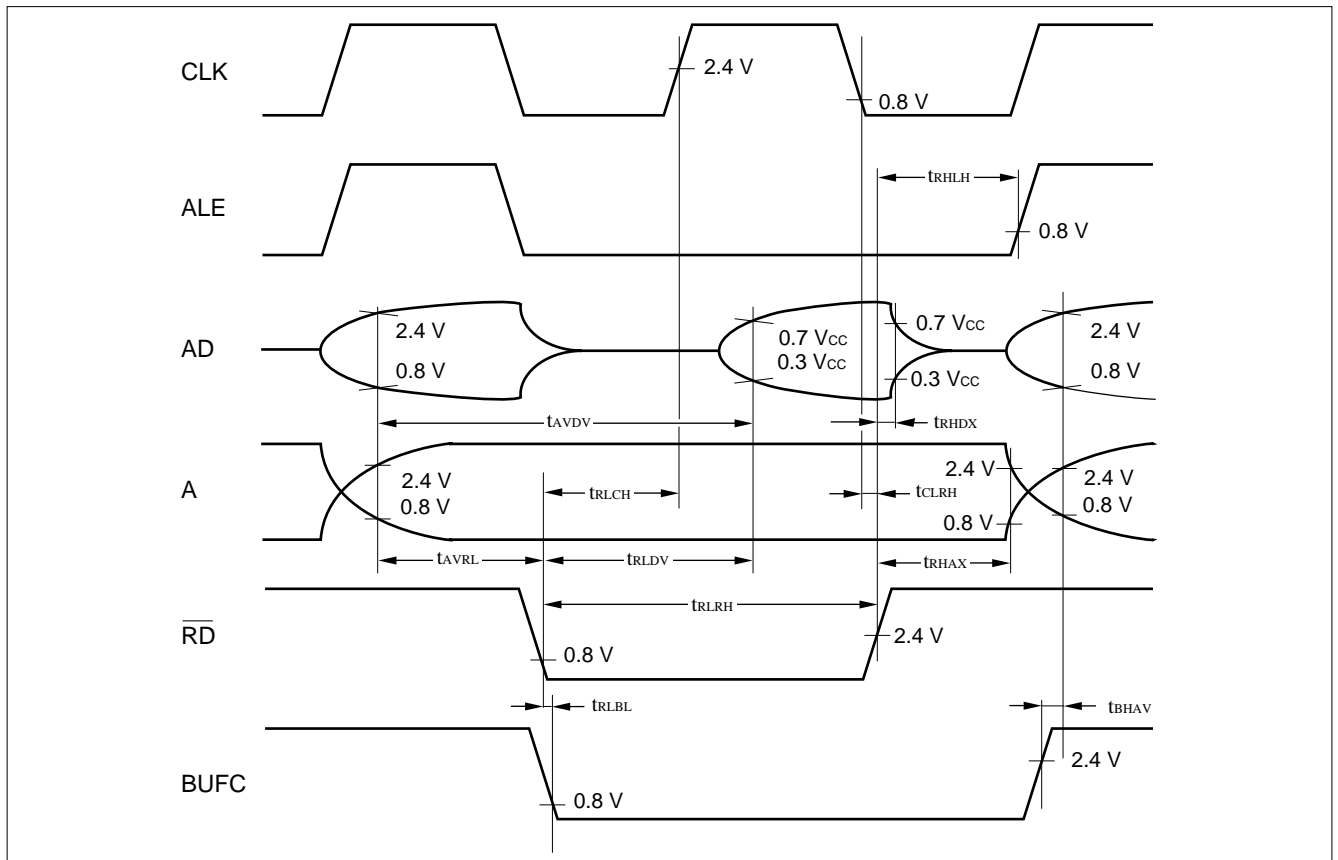 CLK
2.4 V
0.8 V
tRHLH
ALE
0.8 V
2.4 V
0.7 VCC
0.7 VCC
2.4 V
AD
0.8 V
0.3 VCC
0.3 VCC
0.8 V
tAVDV
tRHDX
A
2.4 V
0.8 V
tRLCH
2.4 V
0.8 V
tCLRH
2.4 V
0.8 V
tAVRL
tRLDV
tRHAX
tRLRH
RD
0.8 V
2.4 V
tRLBL
tBHAV
BUFC
0.8 V
2.4 V